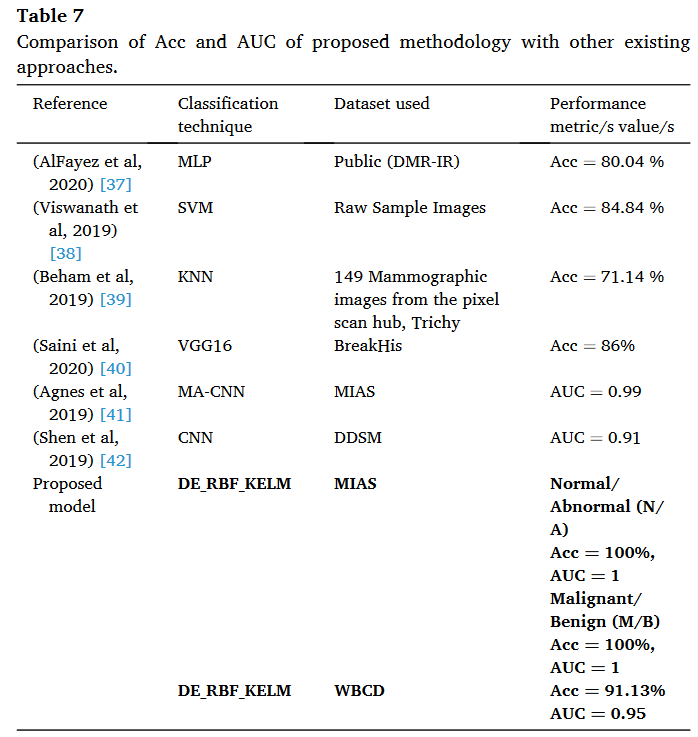 Table 7
Comparison of Acc and AUC of proposed methodology with other existing
approaches.
Reference Classification technique Dataset used Performance metric/s value/s
(AlFayez et al, 2020) [37] MLP Public (DMR-IR) Acc = 80.04 %
(Viswanath et al, 2019) [38] SVM Raw Sample Images Acc = 84.84 %
(Beham et al, 2019) [39] KNN 149 Mammographic images from the pixel scan hub, Trichy Acc = 71.14 %
(Saini et al, 2020) [40] VGG16 BreakHis Acc = 86%
(Agnes et al, 2019) [41] MA-CNN MIAS AUC = 0.99
(Shen et al, 2019) [42] CNN DDSM AUC = 0.91
Proposed model DE_RBF_KELM MIAS Normal/ Abnormal (N/ A) Acc = 100%, AUC = 1 Malignant/ Benign (M/B) Acc = 100%, AUC = 1
DE_RBF_KELM WBCD Acc = 91.13% AUC = 0.95